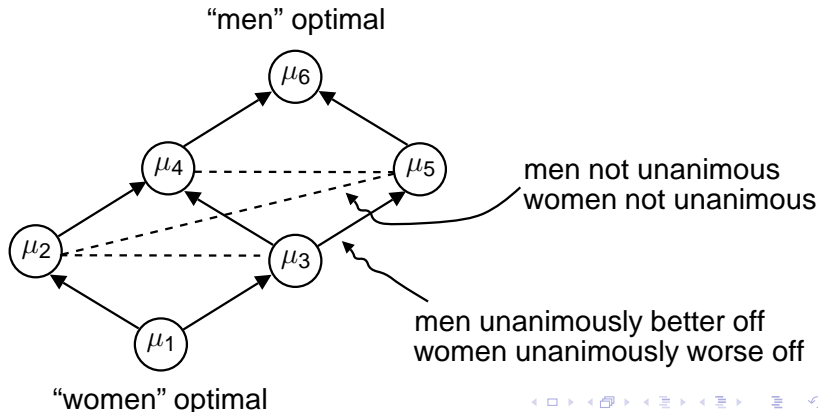 “men” optimal
μ6
μ4
μ5
men not unanimous
women not unanimous
μ2
μ3
men unanimously better off
women unanimously worse off
μ1
“women” optimal